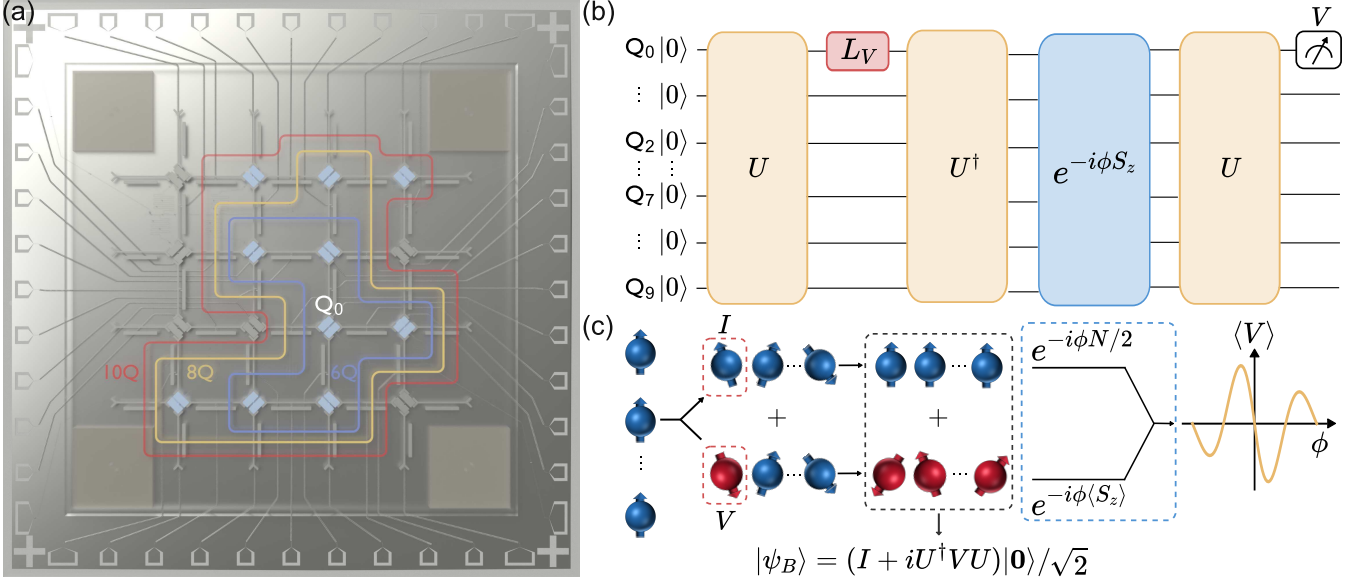 (a)
Q₀
10Q
8Q
6Q
(b)
V
Q₀ |0⟩
L_V
⋮ |0⟩
Q₂ |0⟩
⋮ ⋮
Q₇ |0⟩
⋮ |0⟩
Q₉ |0⟩
U
U†
e^{-iϕS_z}
U
(c)
I
e^{-iϕN/2}
⟨V⟩
...
...
+
+
⋮
...
...
ϕ
V
e^{-iϕ⟨S_z⟩}
|ψ_B⟩ = (I + iU†VU)|0⟩/√2